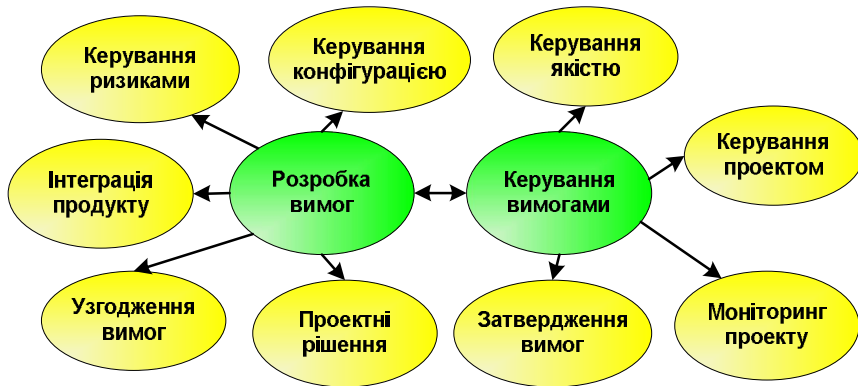 Керування
ризиками
Керування
конфігурацією
Керування
якістю
Керування
проектом
Інтеграція
продукту
Розробка
вимог
Керування
вимогами
Узгодження
вимог
Проектні
рішення
Затвердження
вимог
Моніторинг
проекту